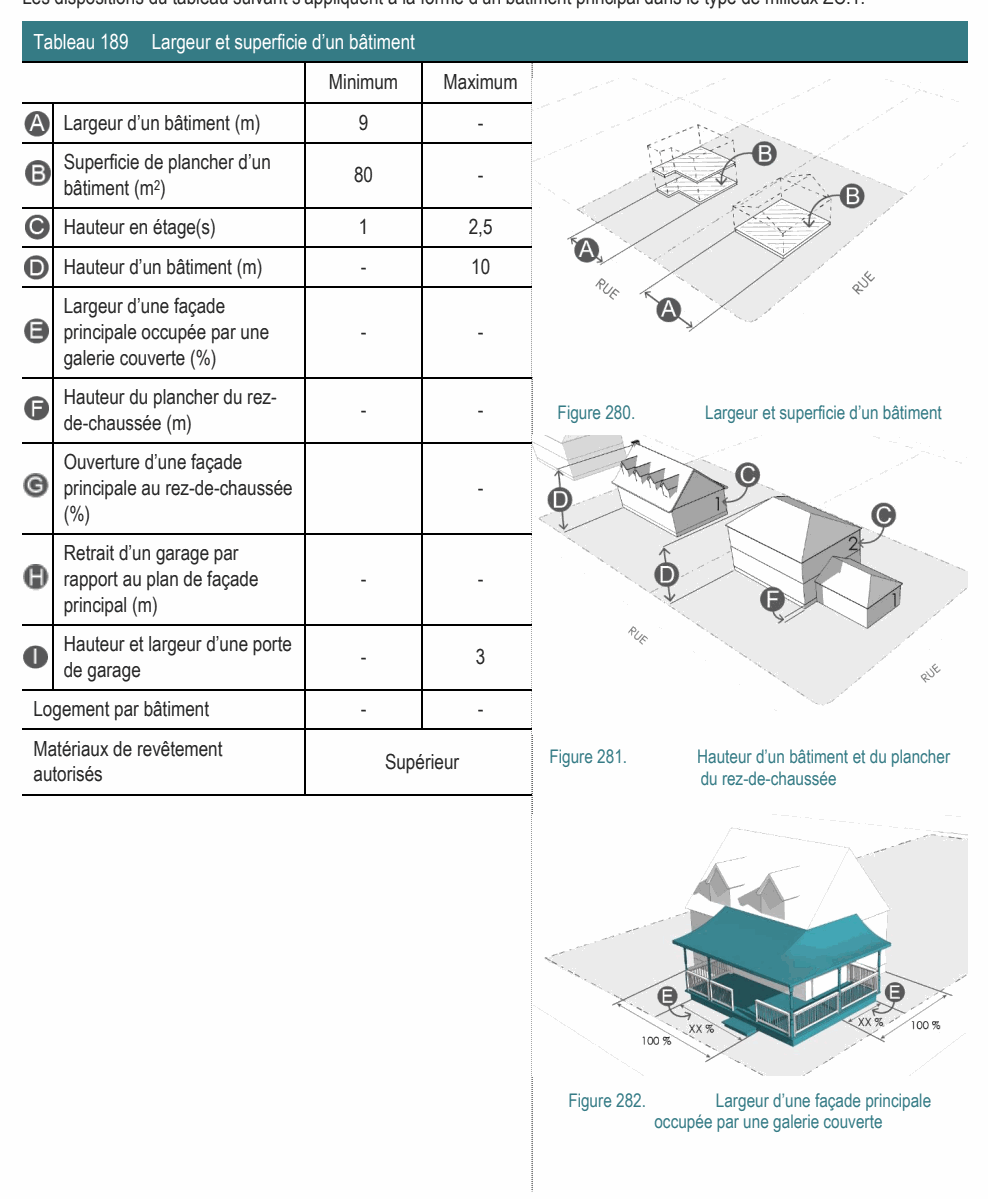 Les dispositions du tableau suivant s'appliquent à la forme d'un bâtiment principal dans le type de milieux ZC.1.
Tableau 189 Largeur et superficie d'un bâtiment
Minimum Maximum
A Largeur d'un bâtiment (m) 9 -
B Superficie de plancher d'un
bâtiment (m²) 80 -
C Hauteur en étage(s) 1 2,5
D Hauteur d'un bâtiment (m) - 10
E Largeur d'une façade
principale occupée par une
galerie couverte (%) - -
F Hauteur du plancher du rez-
de-chaussée (m) - -
G Ouverture d'une façade
principale au rez-de-chaussée
(%) -
H Retrait d'un garage par
rapport au plan de façade
principal (m) - -
I Hauteur et largeur d'une porte
de garage - 3
Logement par bâtiment - -
Matériaux de revêtement
autorisés Supérieur
B
B
A
A
RUE
RUE
Figure 280. Largeur et superficie d'un bâtiment
C
D
1
C
2
D
F
1
RUE
RUE
Figure 281. Hauteur d'un bâtiment et du plancher
du rez-de-chaussée
E
E
XX %
100 %
XX %
100 %
Figure 282. Largeur d'une façade principale
occupée par une galerie couverte